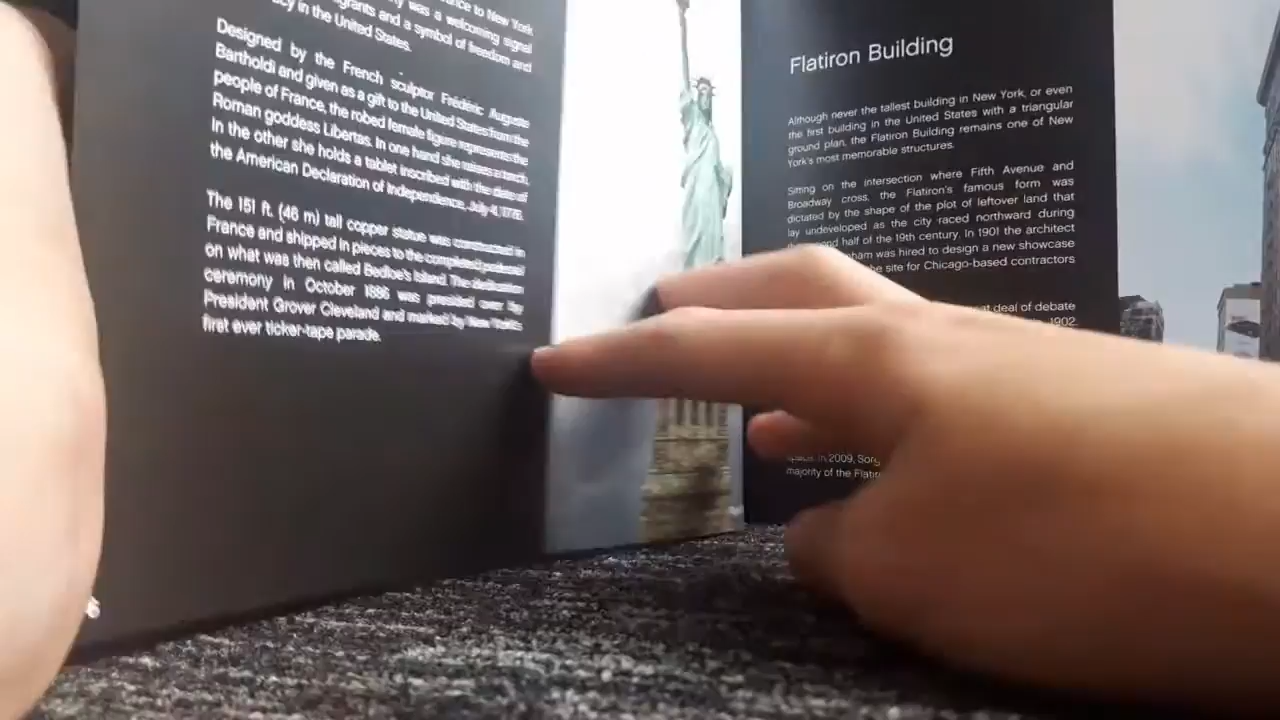 nce to New York
ty was a welcoming signal
grants and a symbol of freedom and
cy in the United States.
Designed by the French sculptor Frédéric Auguste
Bartholdi and given as a gift to the United States from the
people of France, the robed female figure represents the
Roman goddess Libertas. In one hand she raises a torch,
In the other she holds a tablet inscribed with the date of
the American Declaration of Independence, July 4, 1776.
The 151 ft. (46 m) tall copper statue was constructed in
France and shipped in pieces to the completed pedestal
on what was then called Bedloe's Island. The dedication
ceremony in October 1886 was presided over by
President Grover Cleveland and marked by New York's
first ever ticker-tape parade.
Flatiron Building
Although never the tallest building in New York, or even
the first building in the United States with a triangular
ground plan, the Flatiron Building remains one of New
York's most memorable structures.
Sitting on the intersection where Fifth Avenue and
Broadway cross, the Flatiron's famous form was
dictated by the shape of the plot of leftover land that
lay undeveloped as the city raced northward during
half of the 19th century. In 1901 the architect
ham was hired to design a new showcase
he site for Chicago-based contractors
at deal of debate
1902.
space. In 2009, Sorg
majority of the Flatir